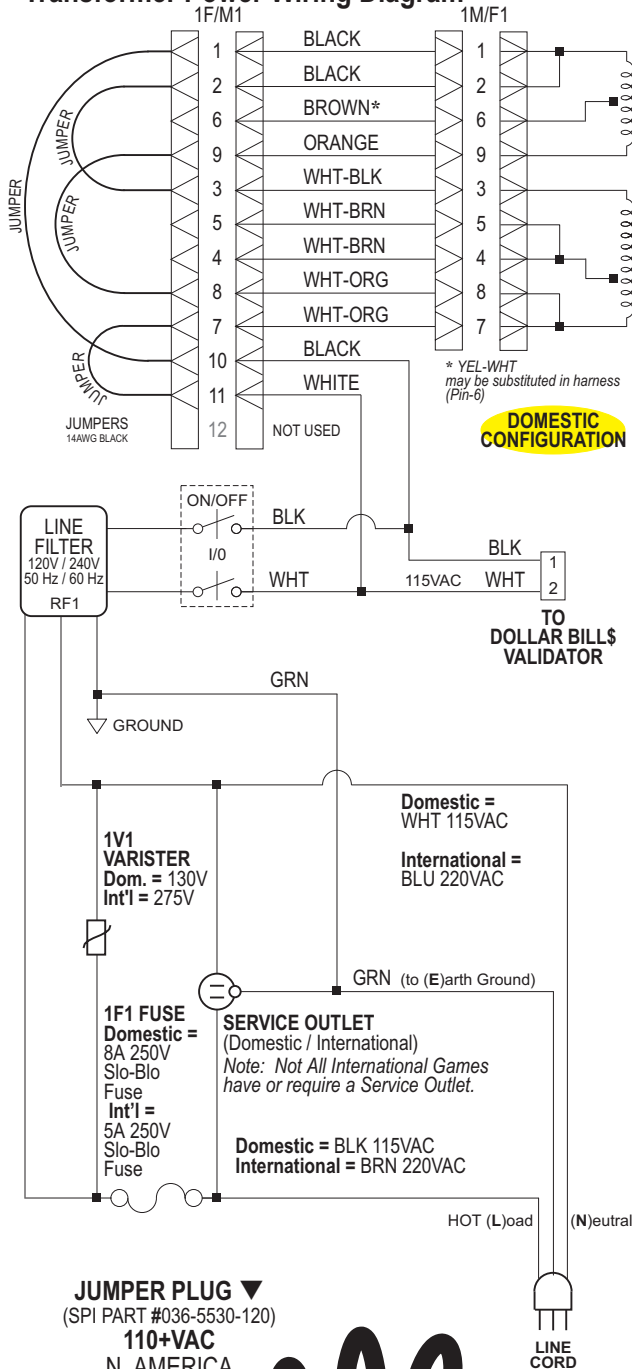 Transformer Power Wiring Diagram
1F/M1
1M/F1
1 BLACK 1
2 BLACK 2
6 BROWN* 6
9 ORANGE 9
3 WHT-BLK 3
5 WHT-BRN 5
4 WHT-BRN 4
8 WHT-ORG 8
7 WHT-ORG 7
10 BLACK
11 WHITE
12 NOT USED
JUMPER
JUMPER
JUMPER
JUMPER
JUMPERS
14AWG BLACK
* YEL-WHT
may be substituted in harness
(Pin-6)
DOMESTIC
CONFIGURATION
LINE
FILTER
120V / 240V
50 Hz / 60 Hz
RF1
ON/OFF
I/0
BLK
WHT
115VAC
BLK
WHT
1
2
TO
DOLLAR BILL$
VALIDATOR
GRN
GROUND
1V1
VARISTER
Dom. = 130V
Int'l = 275V
Domestic =
WHT 115VAC
International =
BLU 220VAC
GRN (to (E)arth Ground)
1F1 FUSE
Domestic =
8A 250V
Slo-Blo
Fuse
Int'l =
5A 250V
Slo-Blo
Fuse
SERVICE OUTLET
(Domestic / International)
Note: Not All International Games
have or require a Service Outlet.
Domestic = BLK 115VAC
International = BRN 220VAC
HOT (L)oad
(N)eutral
LINE
CORD
JUMPER PLUG ▼
(SPI PART #036-5530-120)
110+VAC
N. AMERICA